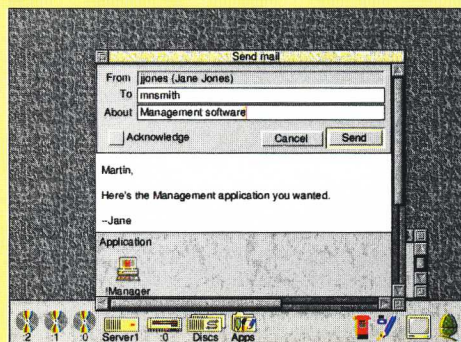 Send mail
From jjones (Jane Jones)
To mnsmith
About Management software
Acknowledge Cancel Send
Martin,
Here's the Management application you wanted.
--Jane
Application
!Manager
:2 :1 :0 Server1 :0 Discs Apps